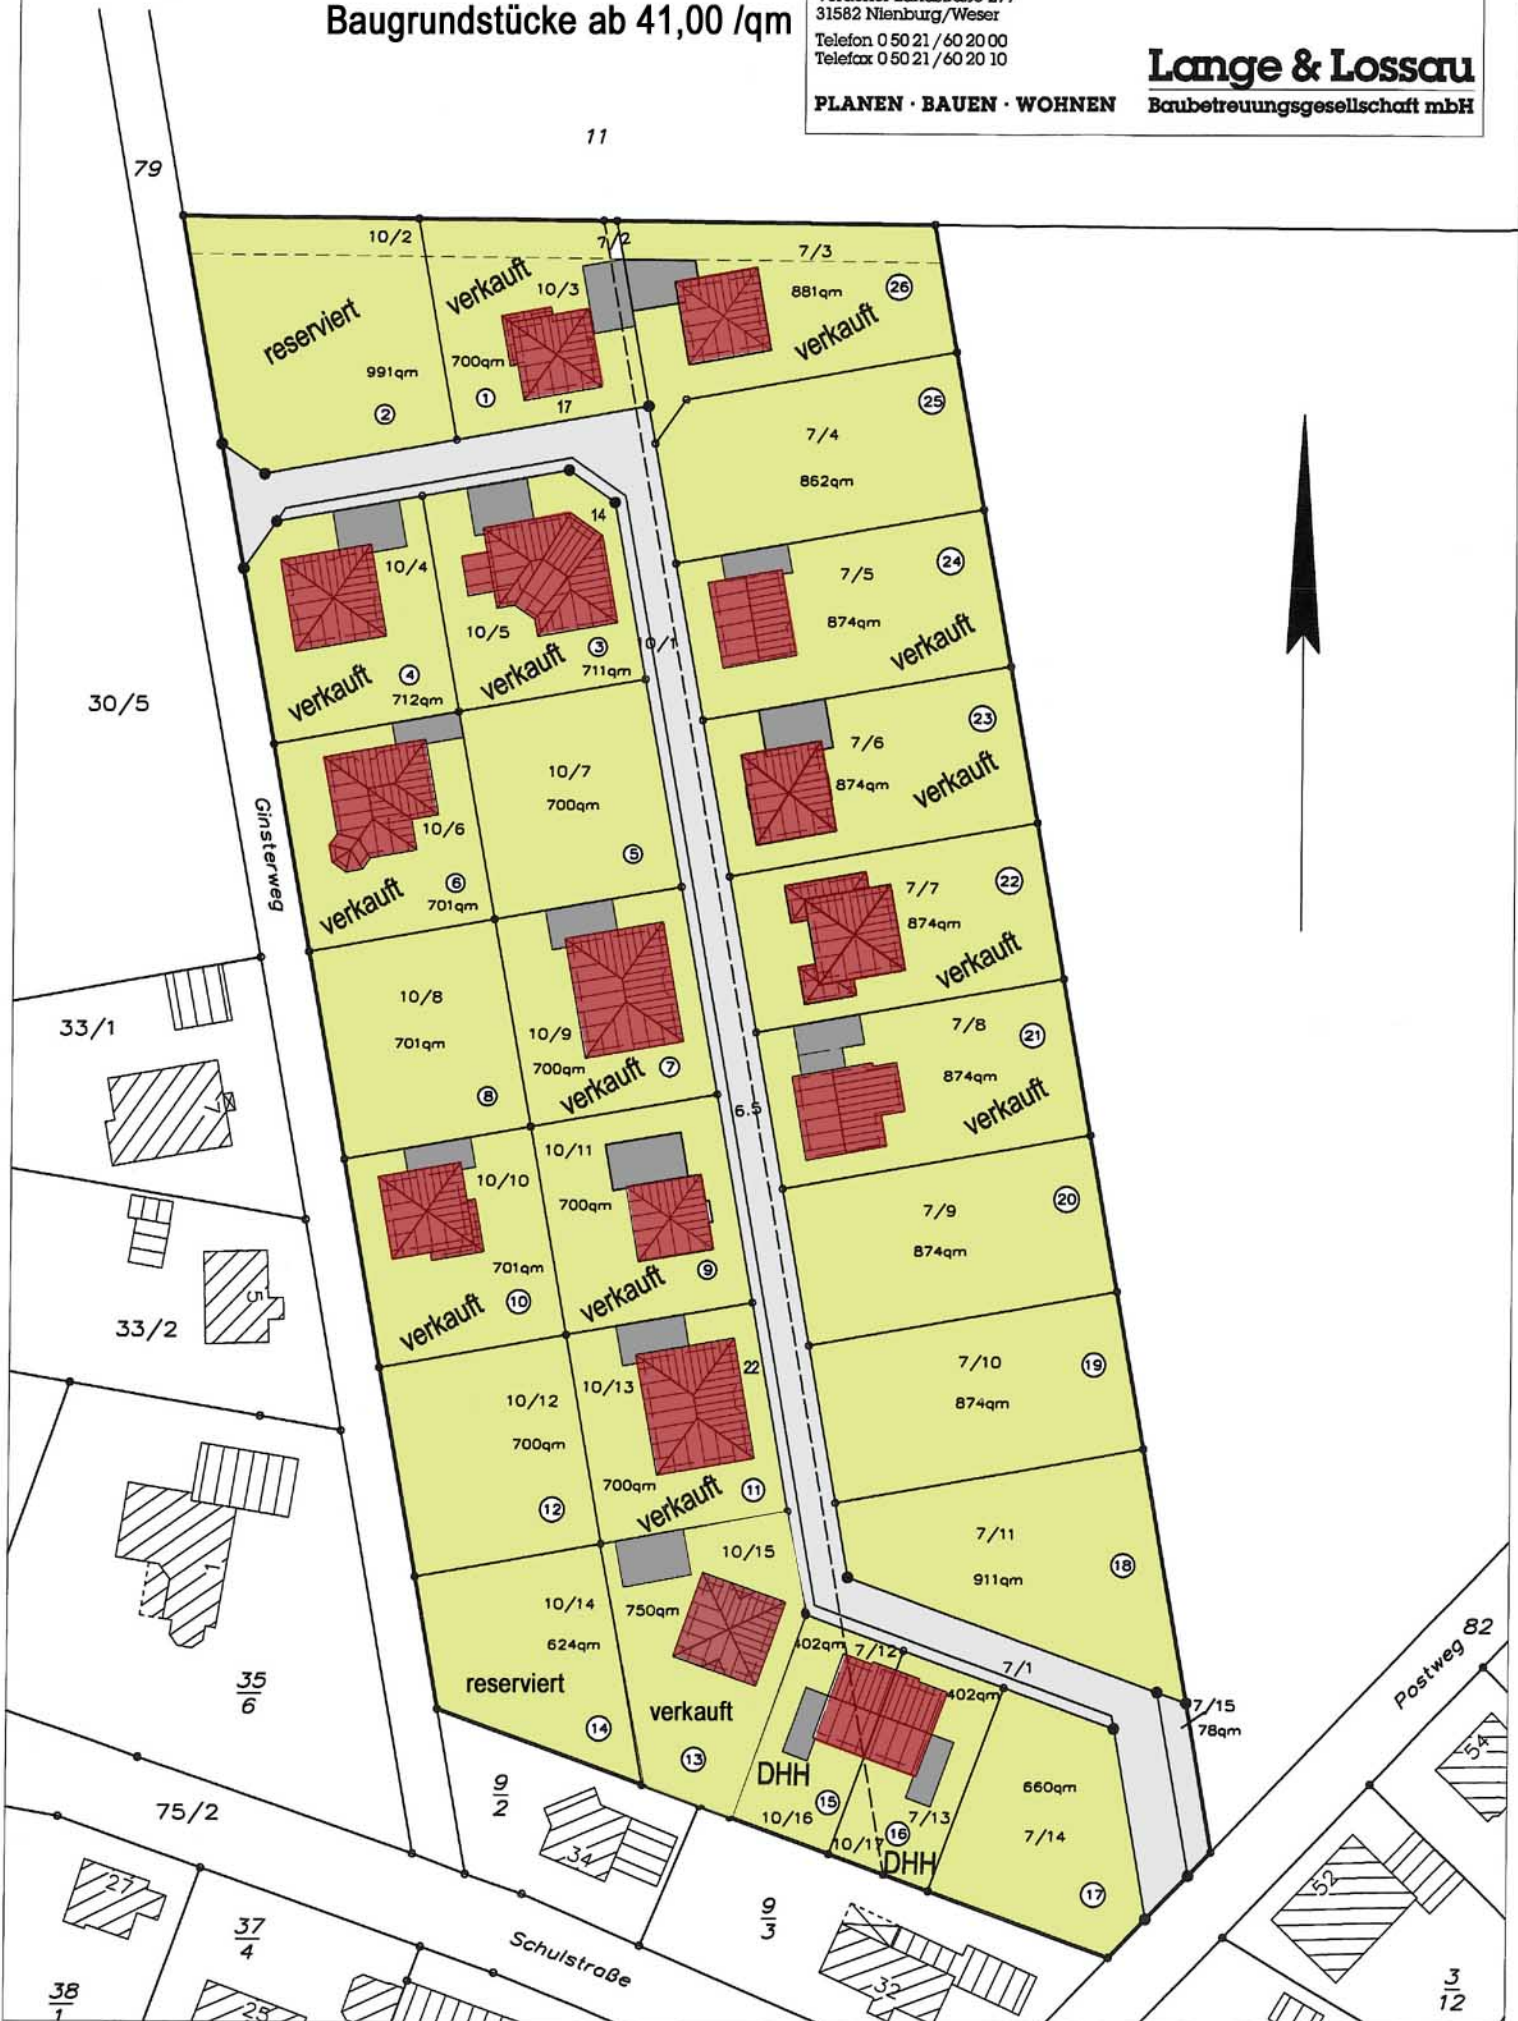 Baugrundstücke ab 41,00 /qm
31582 Nienburg/Weser
Telefon 0 50 21 / 60 20 00
Telefax 0 50 21 / 60 20 10
PLANEN · BAUEN · WOHNEN
Lange & Lossau
Baubetreuungsgesellschaft mbH
11
79
10/2
7/2
7/3
verkauft
10/3
881qm
26
reserviert
verkauft
991qm
700qm
2
1
17
25
7/4
862qm
14
10/4
7/5
24
10/5
874qm
3
10/1
verkauft
verkauft
4
verkauft
711qm
712qm
30/5
23
7/6
10/7
874qm
verkauft
700qm
Ginsterweg
10/6
5
6
verkauft
701qm
7/7
22
874qm
verkauft
10/8
33/1
701qm
10/9
7/8
21
700qm
7
874qm
verkauft
8
verkauft
7
6.5
10/11
10/10
700qm
7/9
20
874qm
701qm
9
verkauft
10
verkauft
5
33/2
22
7/10
19
10/13
10/12
874qm
700qm
700qm
11
verkauft
12
7/11
18
911qm
10/15
1
10/14
750qm
624qm
402qm
7/12
7/1
402qm
reserviert
verkauft
35
6
14
13
7/15
78qm
Postweg
82
54
DHH
15
660qm
10/16
7/13
7/14
10/17
16
DHH
17
9
2
75/2
34
27
52
9
3
37
4
Schulstraße
32
38
1
25
3
12